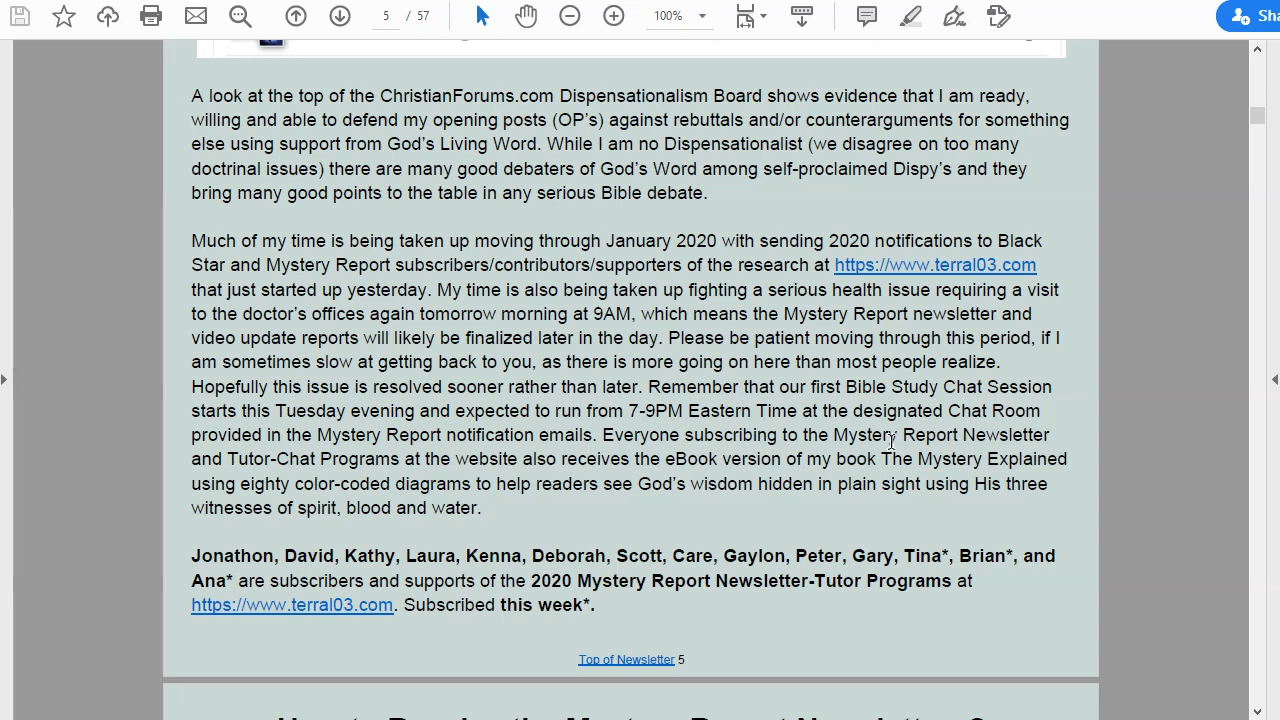 5 / 57 100% Sha
A look at the top of the ChristianForums.com Dispensationalism Board shows evidence that I am ready,
willing and able to defend my opening posts (OP's) against rebuttals and/or counterarguments for something
else using support from God's Living Word. While I am no Dispensationalist (we disagree on too many
doctrinal issues) there are many good debaters of God's Word among self-proclaimed Dispy's and they
bring many good points to the table in any serious Bible debate.
Much of my time is being taken up moving through January 2020 with sending 2020 notifications to Black
Star and Mystery Report subscribers/contributors/supporters of the research at https://www.terral03.com
that just started up yesterday. My time is also being taken up fighting a serious health issue requiring a visit
to the doctor's offices again tomorrow morning at 9AM, which means the Mystery Report newsletter and
video update reports will likely be finalized later in the day. Please be patient moving through this period, if I
am sometimes slow at getting back to you, as there is more going on here than most people realize.
Hopefully this issue is resolved sooner rather than later. Remember that our first Bible Study Chat Session
starts this Tuesday evening and expected to run from 7-9PM Eastern Time at the designated Chat Room
provided in the Mystery Report notification emails. Everyone subscribing to the Mystery Report Newsletter
and Tutor-Chat Programs at the website also receives the eBook version of my book The Mystery Explained
using eighty color-coded diagrams to help readers see God's wisdom hidden in plain sight using His three
witnesses of spirit, blood and water.
Jonathon, David, Kathy, Laura, Kenna, Deborah, Scott, Care, Gaylon, Peter, Gary, Tina*, Brian*, and
Ana* are subscribers and supports of the 2020 Mystery Report Newsletter-Tutor Programs at
https://www.terral03.com. Subscribed this week*.
Top of Newsletter 5